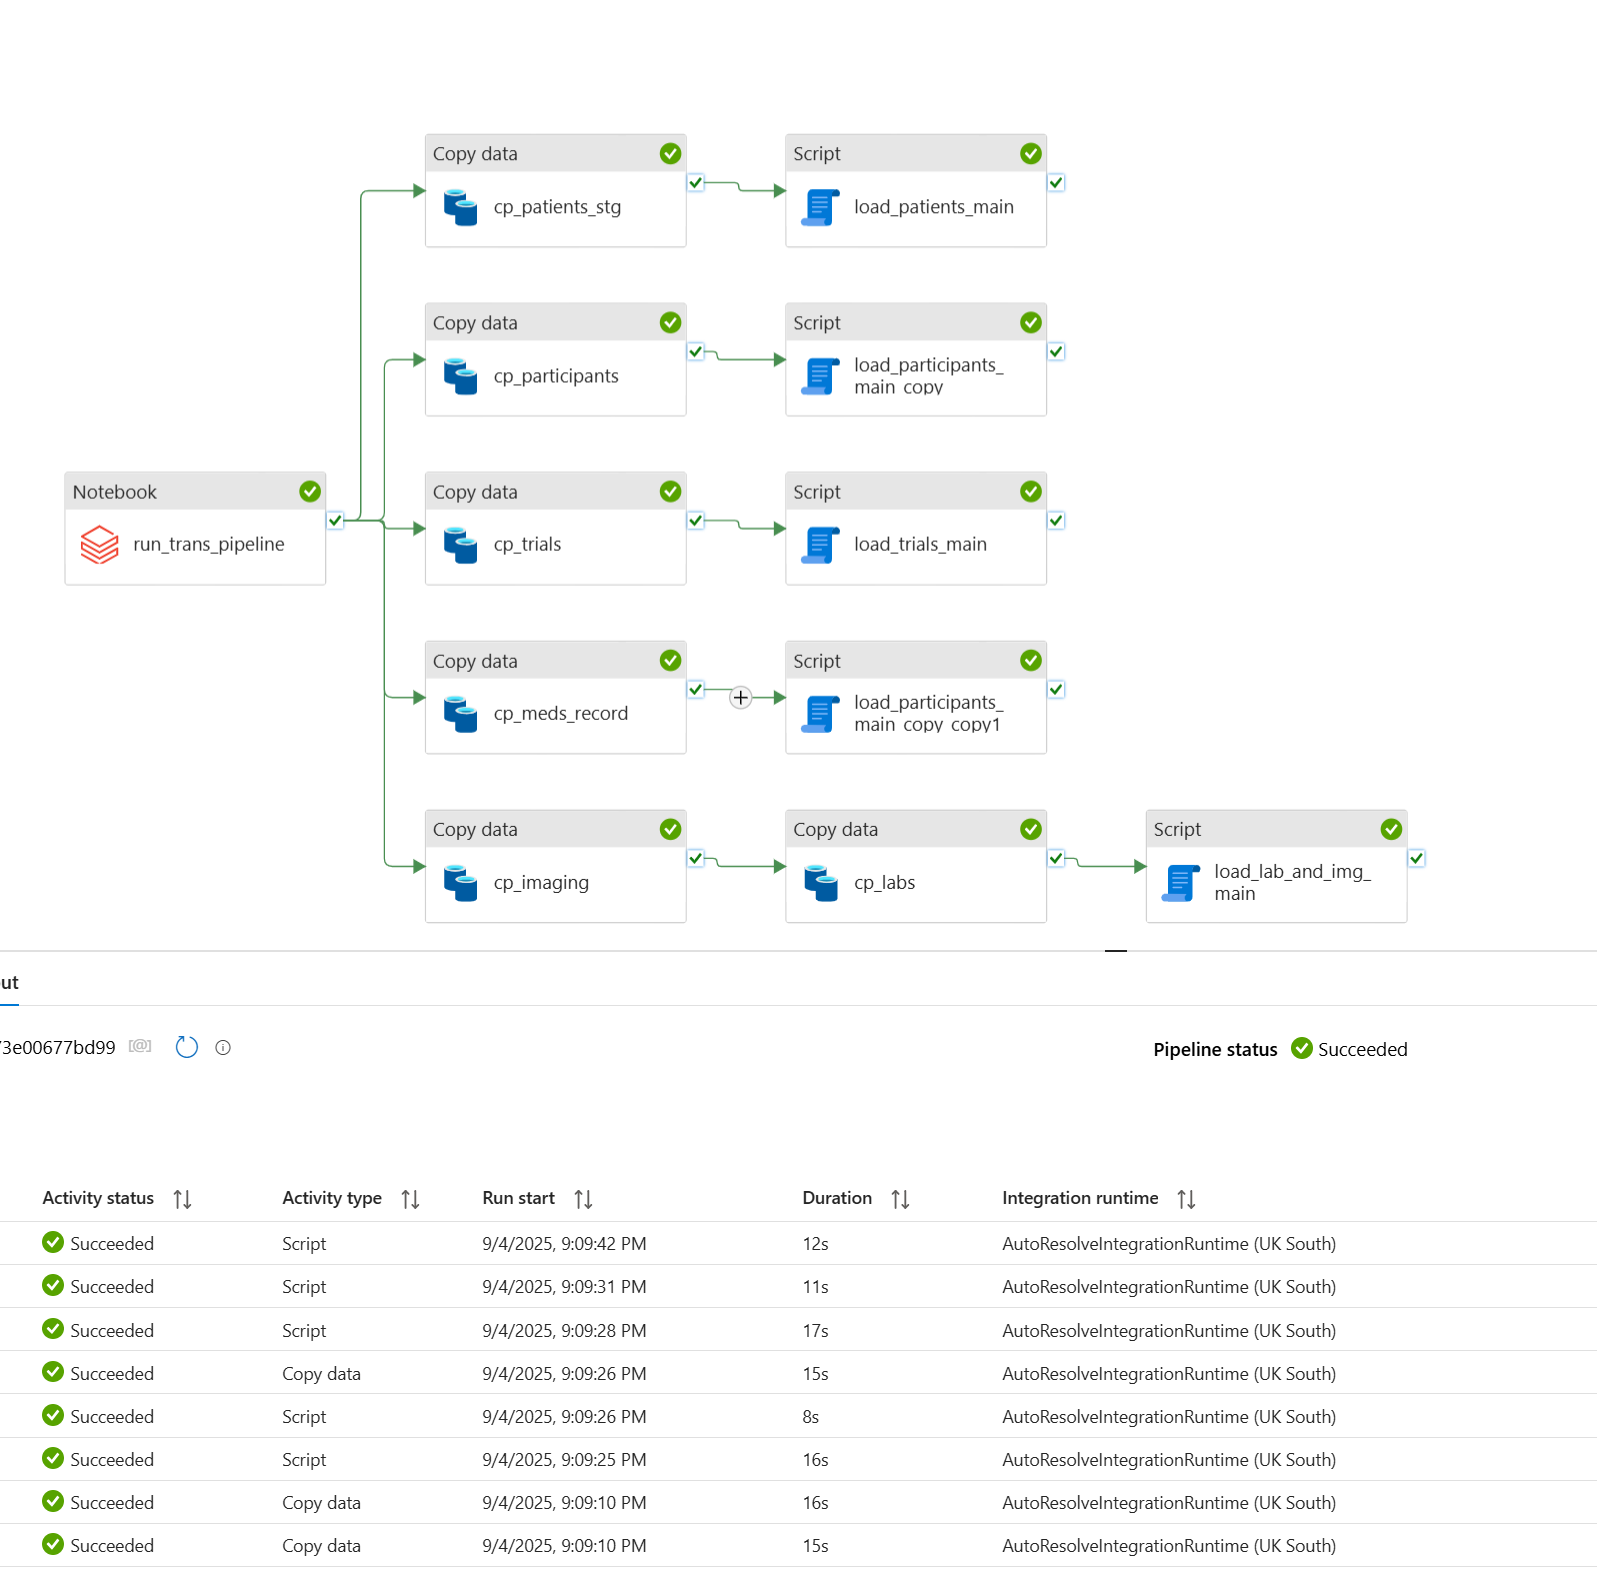 Copy data
cp_patients_stg
Script
load_patients_main
Copy data
cp_participants
Script
load_participants_
main_copy
Notebook
run_trans_pipeline
Copy data
cp_trials
Script
load_trials_main
Copy data
cp_meds_record
Script
load_participants_
main_copy_copy1
Copy data
cp_imaging
Copy data
cp_labs
Script
load_lab_and_img_
main
ut
73e00677bd99 [@]
Pipeline status Succeeded
Activity status Activity type Run start Duration Integration runtime
Succeeded Script 9/4/2025, 9:09:42 PM 12s AutoResolveIntegrationRuntime (UK South)
Succeeded Script 9/4/2025, 9:09:31 PM 11s AutoResolveIntegrationRuntime (UK South)
Succeeded Script 9/4/2025, 9:09:28 PM 17s AutoResolveIntegrationRuntime (UK South)
Succeeded Copy data 9/4/2025, 9:09:26 PM 15s AutoResolveIntegrationRuntime (UK South)
Succeeded Script 9/4/2025, 9:09:26 PM 8s AutoResolveIntegrationRuntime (UK South)
Succeeded Script 9/4/2025, 9:09:25 PM 16s AutoResolveIntegrationRuntime (UK South)
Succeeded Copy data 9/4/2025, 9:09:10 PM 16s AutoResolveIntegrationRuntime (UK South)
Succeeded Copy data 9/4/2025, 9:09:10 PM 15s AutoResolveIntegrationRuntime (UK South)